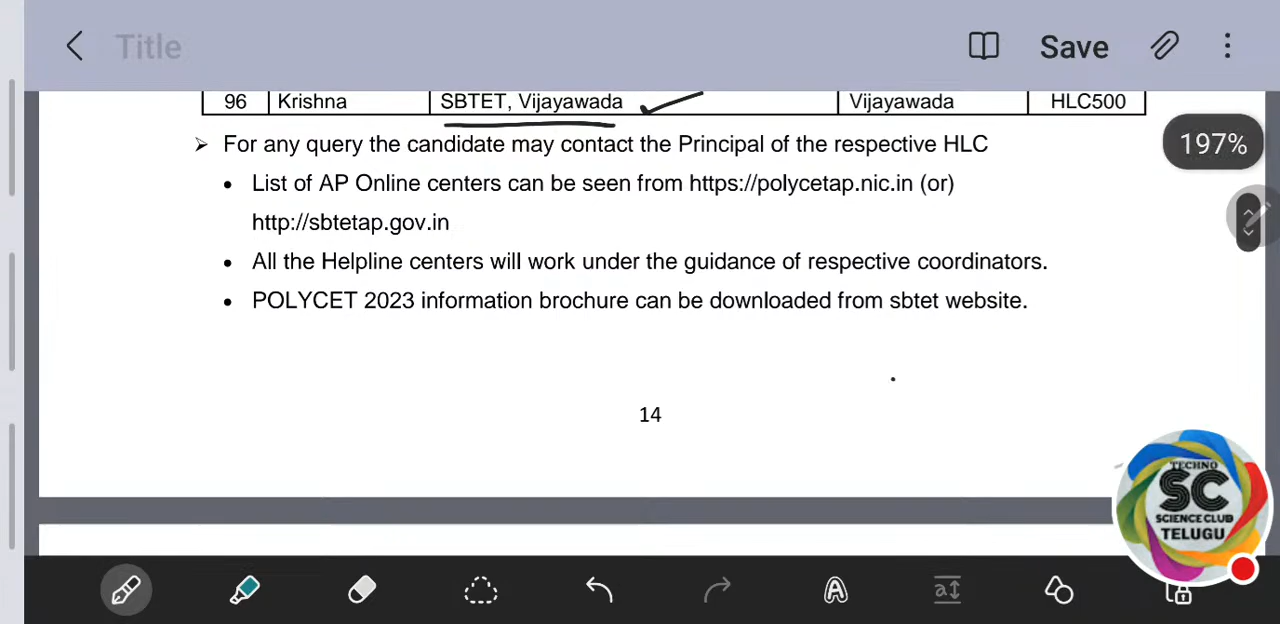 Title
Save
96 Krishna SBTET, Vijayawada Vijayawada HLC500
197%
➢ For any query the candidate may contact the Principal of the respective HLC
• List of AP Online centers can be seen from https://polycetap.nic.in (or)
http://sbtetap.gov.in
• All the Helpline centers will work under the guidance of respective coordinators.
• POLYCET 2023 information brochure can be downloaded from sbtet website.
14
TECHNO
SC
SCIENCE CLUB
TELUGU